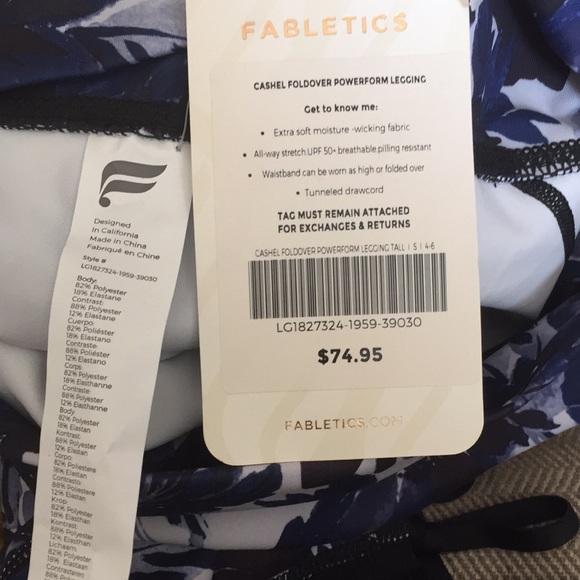 FABLETICS
CASHEL FOLDOVER POWERFORM LEGGING
Get to know me:
• Extra soft moisture -wicking fabric
• All-way stretch UPF 50+ breathable pilling resistant
• Waistband can be worn as high or folded over
• Tunneled drawcord
TAG MUST REMAIN ATTACHED
FOR EXCHANGES & RETURNS
CASHEL FOLDOVER POWERFORM LEGGING TALL | S | 4-6
LG1827324-1959-39030
$74.95
FABLETICS.COM
Designed
in California
Made in China
Fabriqué en Chine
Style #
LG1827324-1959-39030
Body:
82% Polyester
18% Elastane
Contrast:
88% Polyester
12% Elastane
Cuerpo:
82% Poliéster
18% Elastano
Contraste:
88% Poliéster
12% Elastano
Corps:
82% Polyester
18% Elasthanne
Contraste:
88% Polyester
12% Elasthanne
Body
82% Polyester
18% Elastan
Kontrast:
88% Polyester
12% Elastan
Corpo:
82% Poliestere
18% Elastan
Contrasto:
88% Poliestere
12% Elastan
Krop:
82% Polyester
18% Elasthan
Kontrast:
88% Polyester
12% Elasthan
Lichaam:
82% Polyester
18% Elastaan
Contrasteren:
88% Polyester